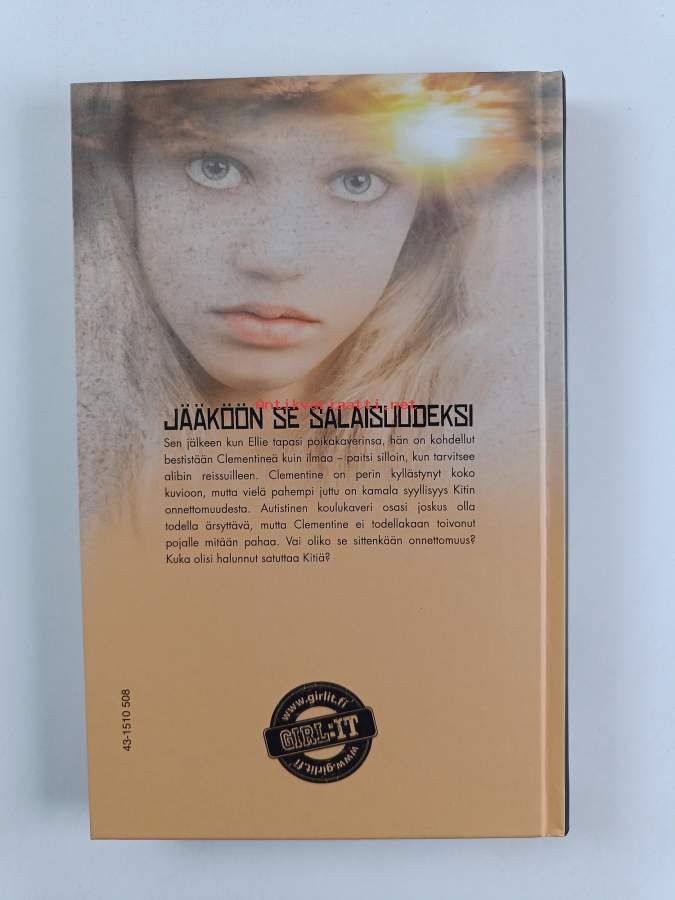 JÄÄKÖÖN SE SALAISUUDEKSI
Antikvariaatti.net
Sen jälkeen kun Ellie tapasi poikakaverinsa, hän on kohdellut
bestistään Clementineä kuin ilmaa – paitsi silloin, kun tarvitsee
alibin reissuilleen. Clementine on perin kyllästynyt koko
kuvioon, mutta vielä pahempi juttu on kamala syyllisyys Kitin
onnettomuudesta. Autistinen koulukaveri osasi joskus olla
todella ärsyttävä, mutta Clementine ei todellakaan toivonut
pojalle mitään pahaa. Vai oliko se sittenkään onnettomuus?
Kuka olisi halunnut satuttaa Kitiä?
43-1510 508
www.girlit.fi
GIRL:IT
www.girlit.fi